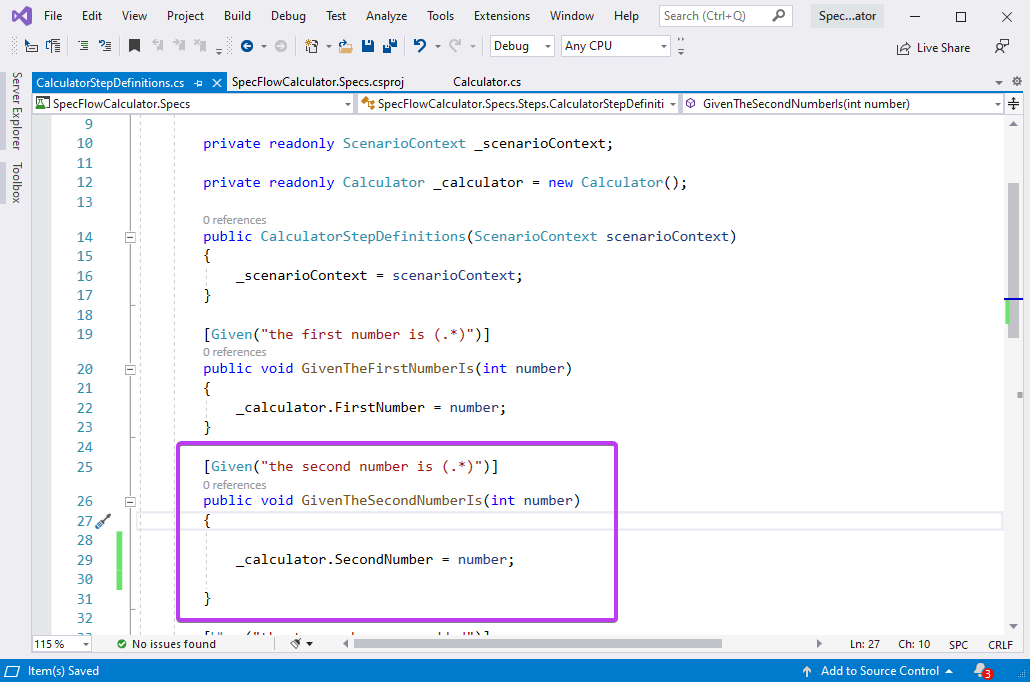 File Edit View Project Build Debug Test Analyze Tools Extensions Window Help Search (Ctrl+Q) Spec...ator
Debug Any CPU Live Share
Server Explorer
Toolbox
CalculatorStepDefinitions.cs SpecFlowCalculator.Specs.csproj Calculator.cs
SpecFlowCalculator.Specs SpecFlowCalculator.Specs.Steps.CalculatorStepDefiniti GivenTheSecondNumberIs(int number)
9
10 private readonly ScenarioContext _scenarioContext;
11
12 private readonly Calculator _calculator = new Calculator();
13
0 references
14 public CalculatorStepDefinitions(ScenarioContext scenarioContext)
15 {
16 _scenarioContext = scenarioContext;
17 }
18
19 [Given("the first number is (.*)")]
0 references
20 public void GivenTheFirstNumberIs(int number)
21 {
22 _calculator.FirstNumber = number;
23 }
24
25 [Given("the second number is (.*)")]
0 references
26 public void GivenTheSecondNumberIs(int number)
27 {
28
29 _calculator.SecondNumber = number;
30
31 }
32
115 % No issues found Ln: 27 Ch: 10 SPC CRLF
Item(s) Saved Add to Source Control 3